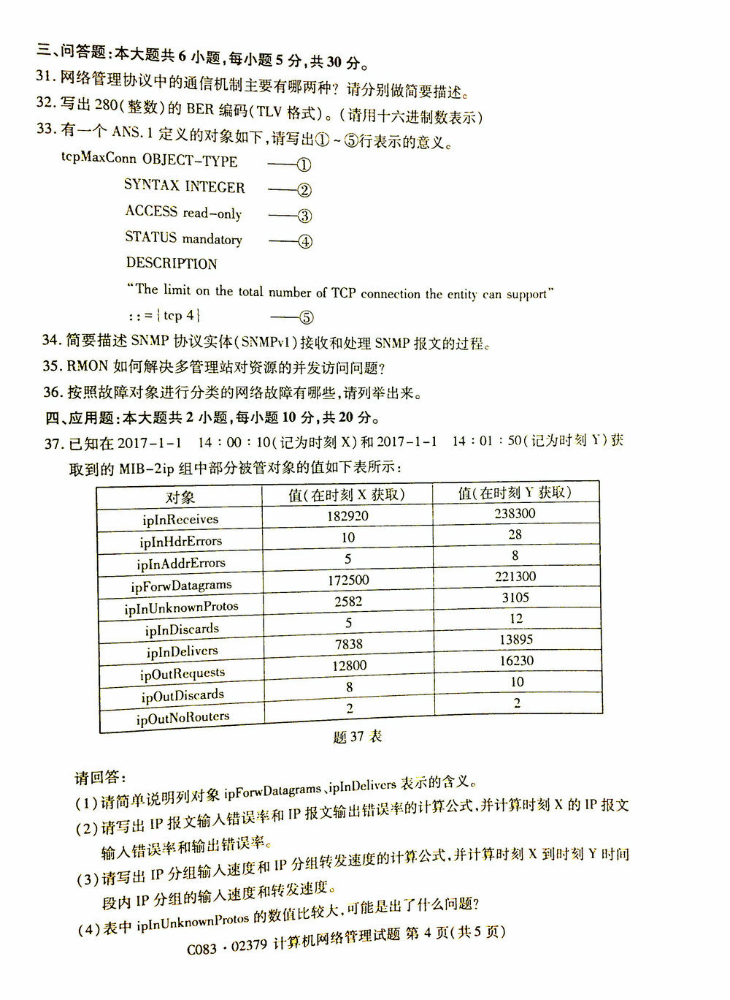 三、问答题:本大题共6小题,每小题5分,共30分。
31. 网络管理协议中的通信机制主要有哪两种? 请分别做简要描述。
32. 写出 280(整数)的 BER 编码(TLV 格式)。(请用十六进制数表示)
33. 有一个 ANS.1 定义的对象如下,请写出①~⑤行表示的意义。
tcpMaxConn OBJECT-TYPE ——①
SYNTAX INTEGER ——②
ACCESS read-only ——③
STATUS mandatory ——④
DESCRIPTION
“The limit on the total number of TCP connection the entity can support”
::={tcp 4} ——⑤
34. 简要描述 SNMP 协议实体(SNMPv1)接收和处理 SNMP 报文的过程。
35. RMON 如何解决多管理站对资源的并发访问问题?
36. 按照故障对象进行分类的网络故障有哪些,请列举出来。
四、应用题:本大题共2小题,每小题10分,共20分。
37. 已知在2017-1-1 14:00:10(记为时刻X)和2017-1-1 14:01:50(记为时刻Y)获
取到的 MIB-2ip 组中部分被管对象的值如下表所示:
对象 值(在时刻 X 获取) 值(在时刻 Y 获取)
ipInReceives 182920 238300
ipInHdrErrors 10 28
ipInAddrErrors 5 8
ipForwDatagrams 172500 221300
ipInUnknownProtos 2582 3105
ipInDiscards 5 12
ipInDelivers 7838 13895
ipOutRequests 12800 16230
ipOutDiscards 8 10
ipOutNoRouters 2 2
题 37 表
请回答:
(1)请简单说明列对象 ipForwDatagrams、ipInDelivers 表示的含义。
(2)请写出 IP 报文输入错误率和 IP 报文输出错误率的计算公式,并计算时刻 X 的 IP 报文
输入错误率和输出错误率。
(3)请写出 IP 分组输入速度和 IP 分组转发速度的计算公式,并计算时刻 X 到时刻 Y 时间
段内 IP 分组的输入速度和转发速度。
(4)表中 ipInUnknownProtos 的数值比较大,可能是出了什么问题?
C083·02379 计算机网络管理试题 第 4 页(共 5 页)